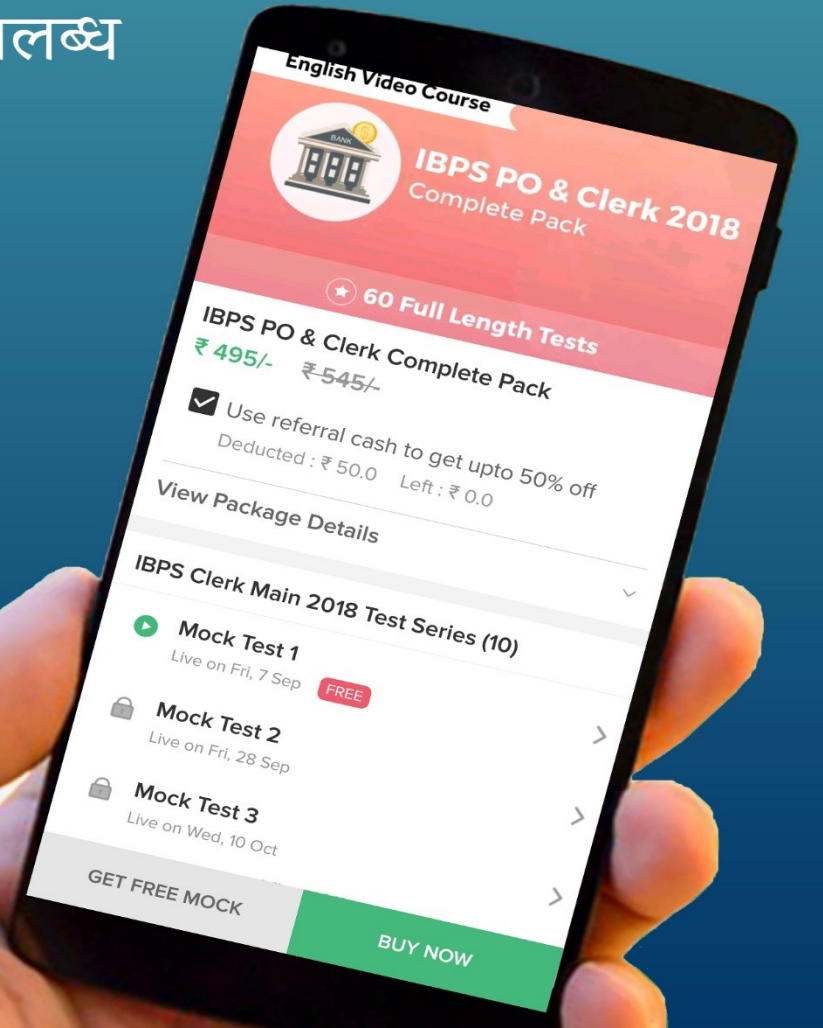 English Video Course
BANK
IBPS PO & Clerk 2018
Complete Pack
60 Full Length Tests
IBPS PO & Clerk Complete Pack
₹ 495/- ₹ 545/-
Use referral cash to get upto 50% off
Deducted : ₹ 50.0 Left : ₹ 0.0
View Package Details
IBPS Clerk Main 2018 Test Series (10)
Mock Test 1
Live on Fri, 7 Sep FREE
Mock Test 2
Live on Fri, 28 Sep
Mock Test 3
Live on Wed, 10 Oct
GET FREE MOCK BUY NOW